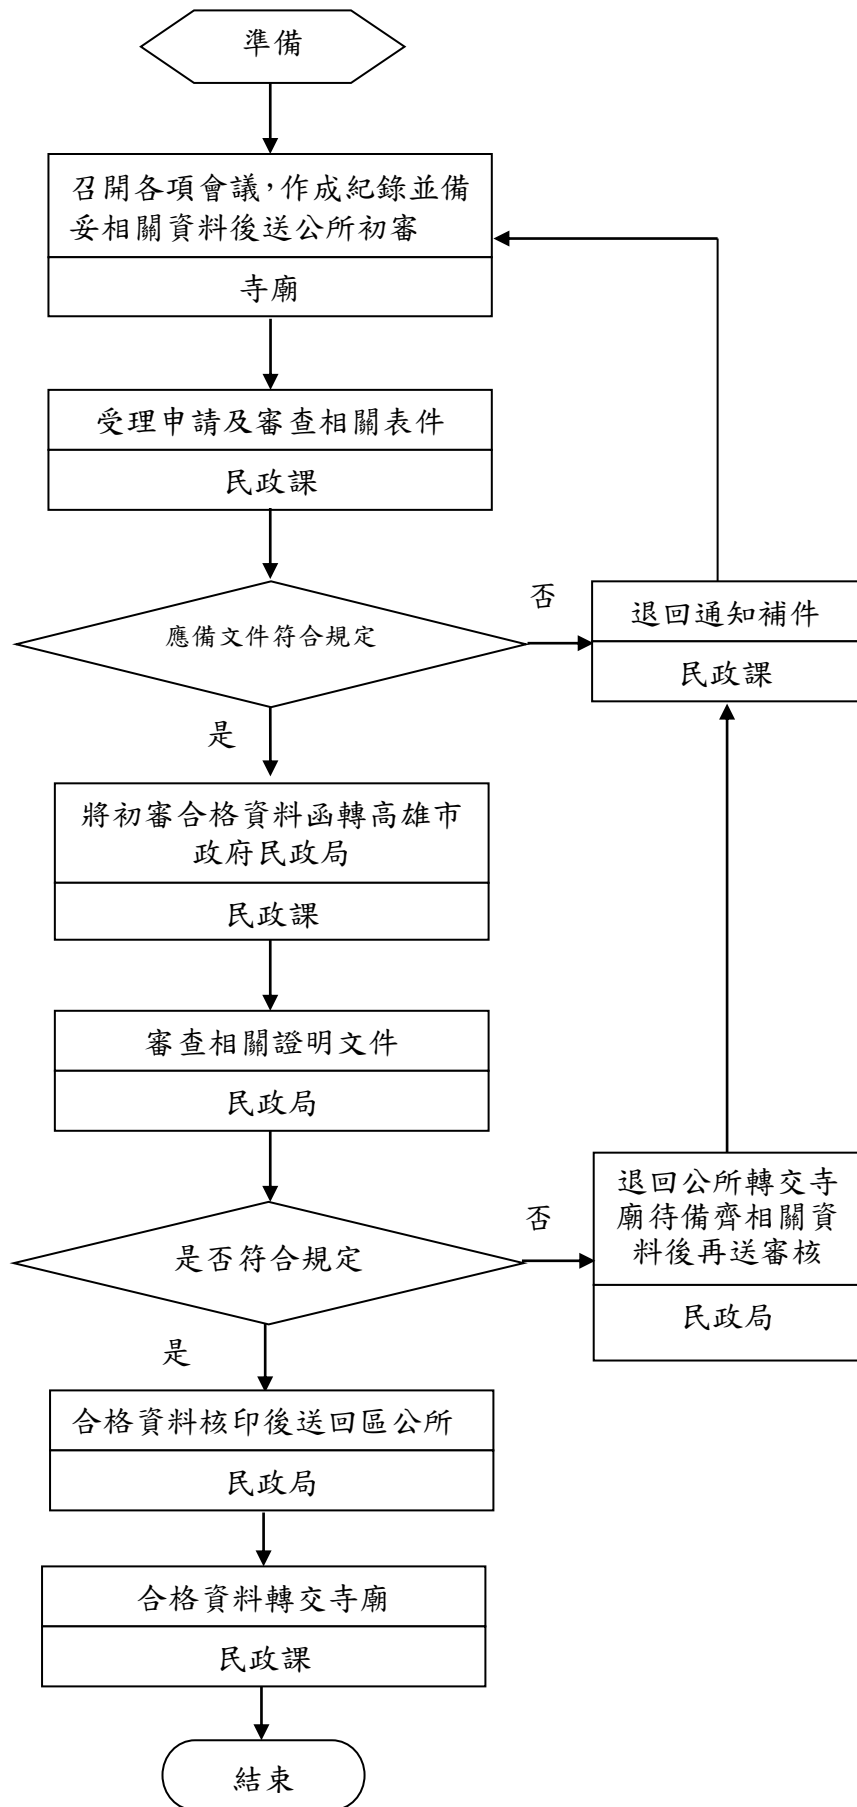 準備
召開各項會議，作成紀錄並備
妥相關資料後送公所初審
寺廟
受理申請及審查相關表件
民政課
應備文件符合規定
否
退回通知補件
民政課
是
將初審合格資料函轉高雄市
政府民政局
民政課
審查相關證明文件
民政局
是否符合規定
否
退回公所轉交寺
廟待備齊相關資
料後再送審核
民政局
是
合格資料核印後送回區公所
民政局
合格資料轉交寺廟
民政課
結束